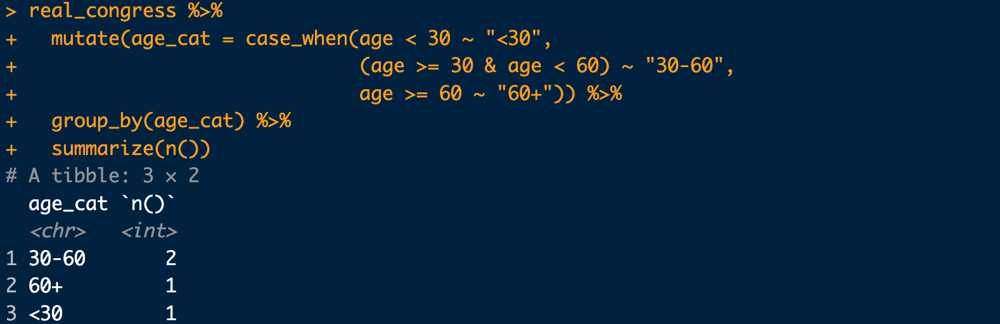 > real_congress %>%
+   mutate(age_cat = case_when(age < 30 ~ "<30",
+                              (age >= 30 & age < 60) ~ "30-60",
+                              age >= 60 ~ "60+")) %>%
+   group_by(age_cat) %>%
+   summarize(n())
# A tibble: 3 × 2
  age_cat `n()`
  <chr>   <int>
1 30-60       2
2 60+         1
3 <30         1